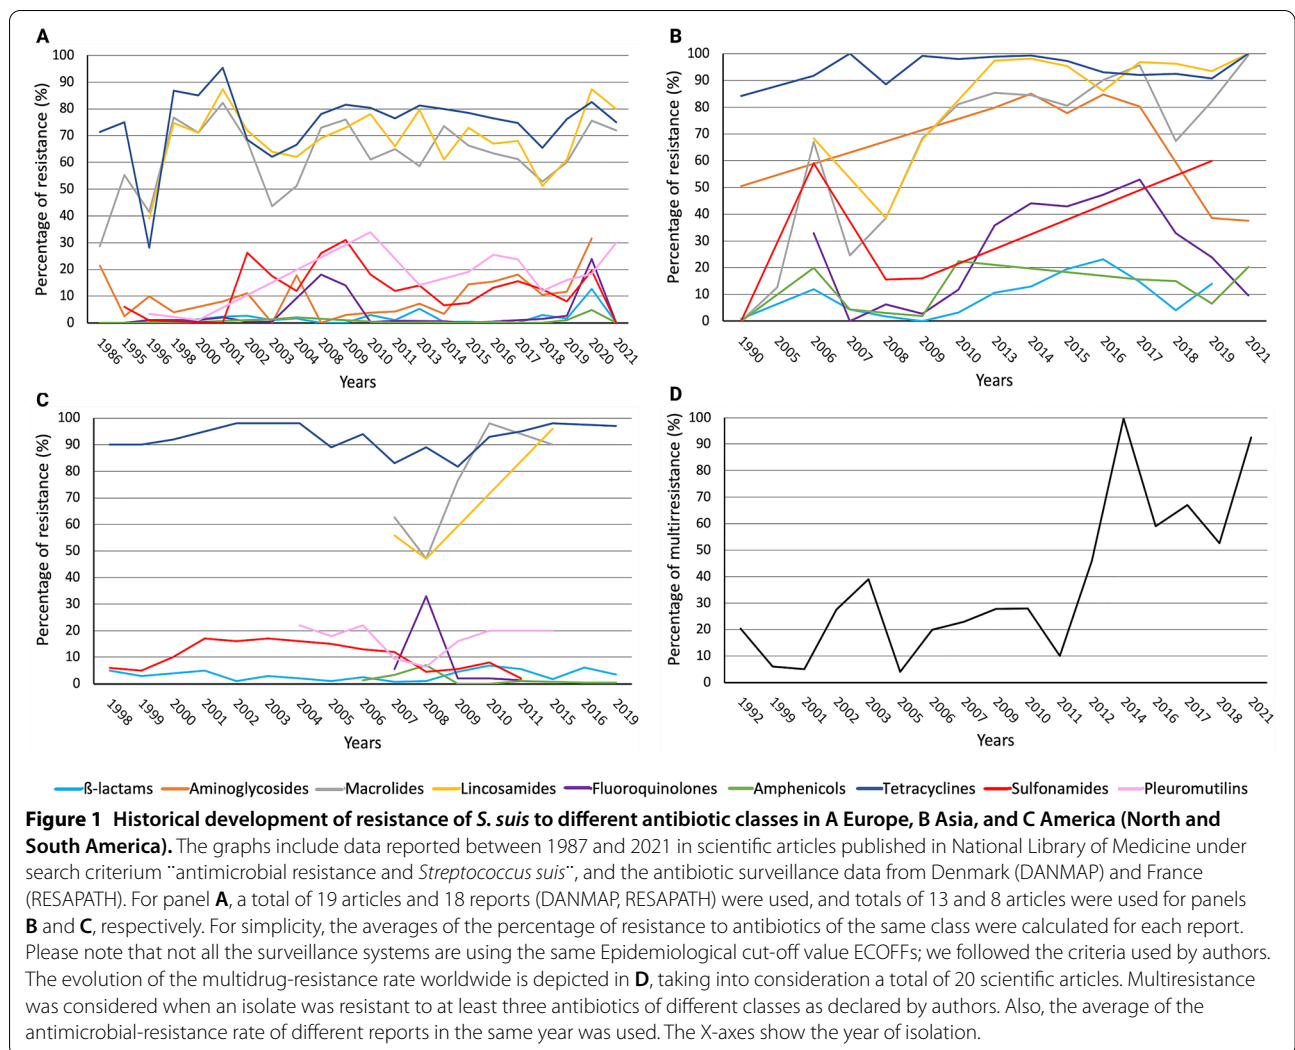 A
Percentage of resistance (%)
100
90
80
70
60
50
40
30
20
10
0
1986 1995 1996 1998 2000 2001 2002 2003 2004 2008 2009 2010 2011 2013 2014 2015 2016 2017 2018 2019 2020 2021
Years
B
Percentage of resistance (%)
100
90
80
70
60
50
40
30
20
10
0
1990 2005 2006 2007 2008 2009 2010 2013 2014 2015 2016 2017 2018 2019 2021
Years
C
Percentage of resistance (%)
100
90
80
70
60
50
40
30
20
10
0
1998 1999 2000 2001 2002 2003 2004 2005 2006 2007 2008 2009 2010 2011 2015 2016 2019
Years
D
Percentage of multirresistance (%)
100
90
80
70
60
50
40
30
20
10
0
1992 1999 2001 2002 2003 2005 2006 2007 2009 2010 2011 2012 2014 2016 2017 2018 2021
Years
ß-lactams Aminoglycosides Macrolides Lincosamides Fluoroquinolones Amphenicols Tetracyclines Sulfonamides Pleuromutilins
Figure 1 Historical development of resistance of S. suis to different antibiotic classes in A Europe, B Asia, and C America (North and
South America). The graphs include data reported between 1987 and 2021 in scientific articles published in National Library of Medicine under
search criterium ¨antimicrobial resistance and Streptococcus suis¨, and the antibiotic surveillance data from Denmark (DANMAP) and France
(RESAPATH). For panel A, a total of 19 articles and 18 reports (DANMAP, RESAPATH) were used, and totals of 13 and 8 articles were used for panels
B and C, respectively. For simplicity, the averages of the percentage of resistance to antibiotics of the same class were calculated for each report.
Please note that not all the surveillance systems are using the same Epidemiological cut-off value ECOFFs; we followed the criteria used by authors.
The evolution of the multidrug-resistance rate worldwide is depicted in D, taking into consideration a total of 20 scientific articles. Multiresistance
was considered when an isolate was resistant to at least three antibiotics of different classes as declared by authors. Also, the average of the
antimicrobial-resistance rate of different reports in the same year was used. The X-axes show the year of isolation.